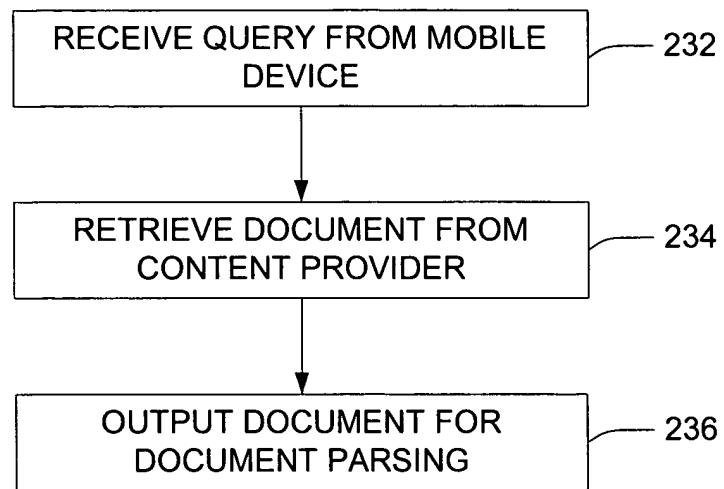 RECEIVE QUERY FROM MOBILE
DEVICE
232
RETRIEVE DOCUMENT FROM
CONTENT PROVIDER
234
OUTPUT DOCUMENT FOR
DOCUMENT PARSING
236